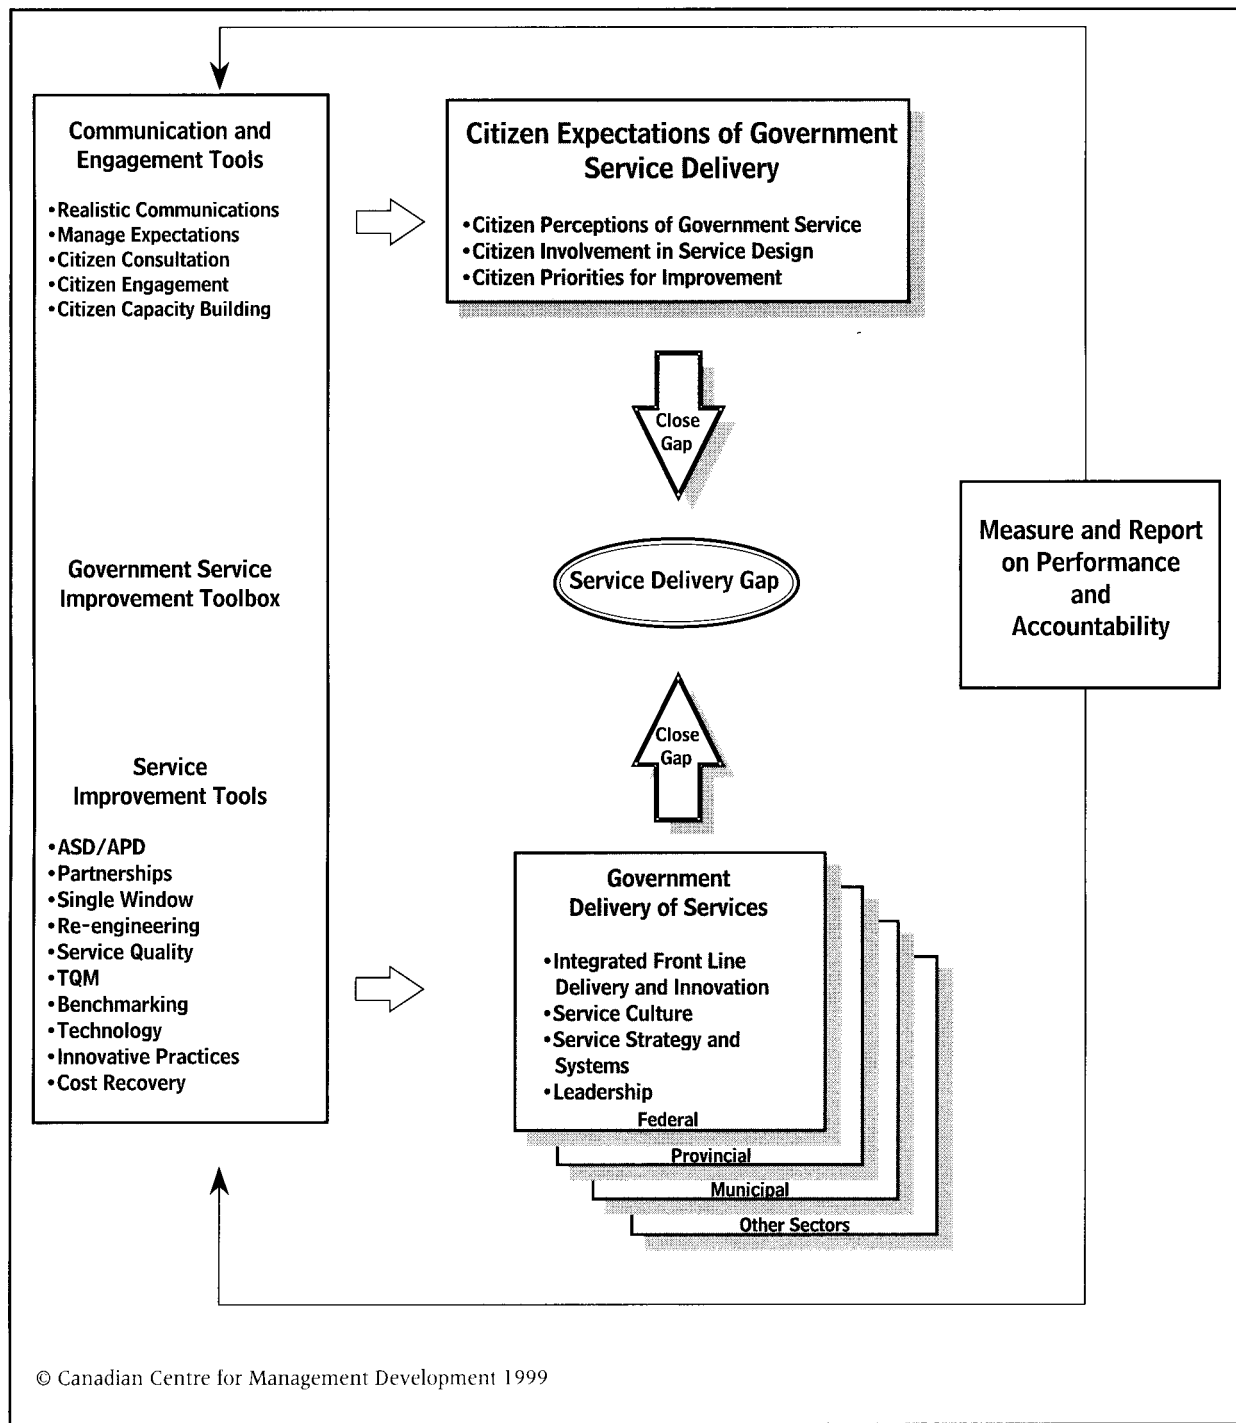 Communication and
Engagement Tools
•Realistic Communications
•Manage Expectations
•Citizen Consultation
•Citizen Engagement
•Citizen Capacity Building
Government Service
Improvement Toolbox
Service
Improvement Tools
•ASD/APD
•Partnerships
•Single Window
•Re-engineering
•Service Quality
•TQM
•Benchmarking
•Technology
•Innovative Practices
•Cost Recovery
Citizen Expectations of Government
Service Delivery
•Citizen Perceptions of Government Service
•Citizen Involvement in Service Design
•Citizen Priorities for Improvement
Close
Gap
Service Delivery Gap
Close
Gap
Government
Delivery of Services
•Integrated Front Line
Delivery and Innovation
•Service Culture
•Service Strategy and
Systems
•Leadership
Federal
Provincial
Municipal
Other Sectors
Measure and Report
on Performance
and
Accountability
© Canadian Centre for Management Development 1999